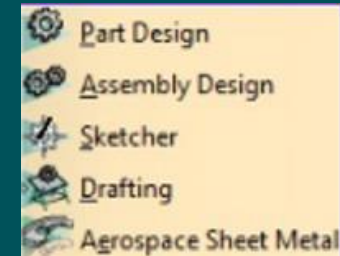 Part Design
Assembly Design
Sketcher
Drafting
Aerospace Sheet Metal